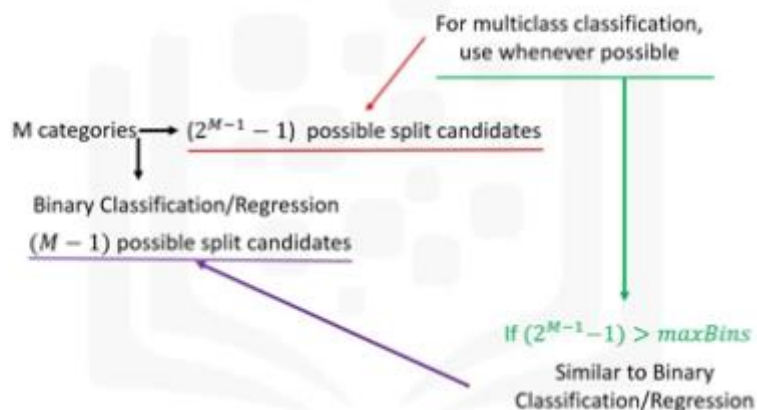 For multiclass classification,
use whenever possible
M categories
(2^{M-1} − 1) possible split candidates
Binary Classification/Regression
(M − 1) possible split candidates
If (2^{M-1}−1) > maxBins
Similar to Binary
Classification/Regression